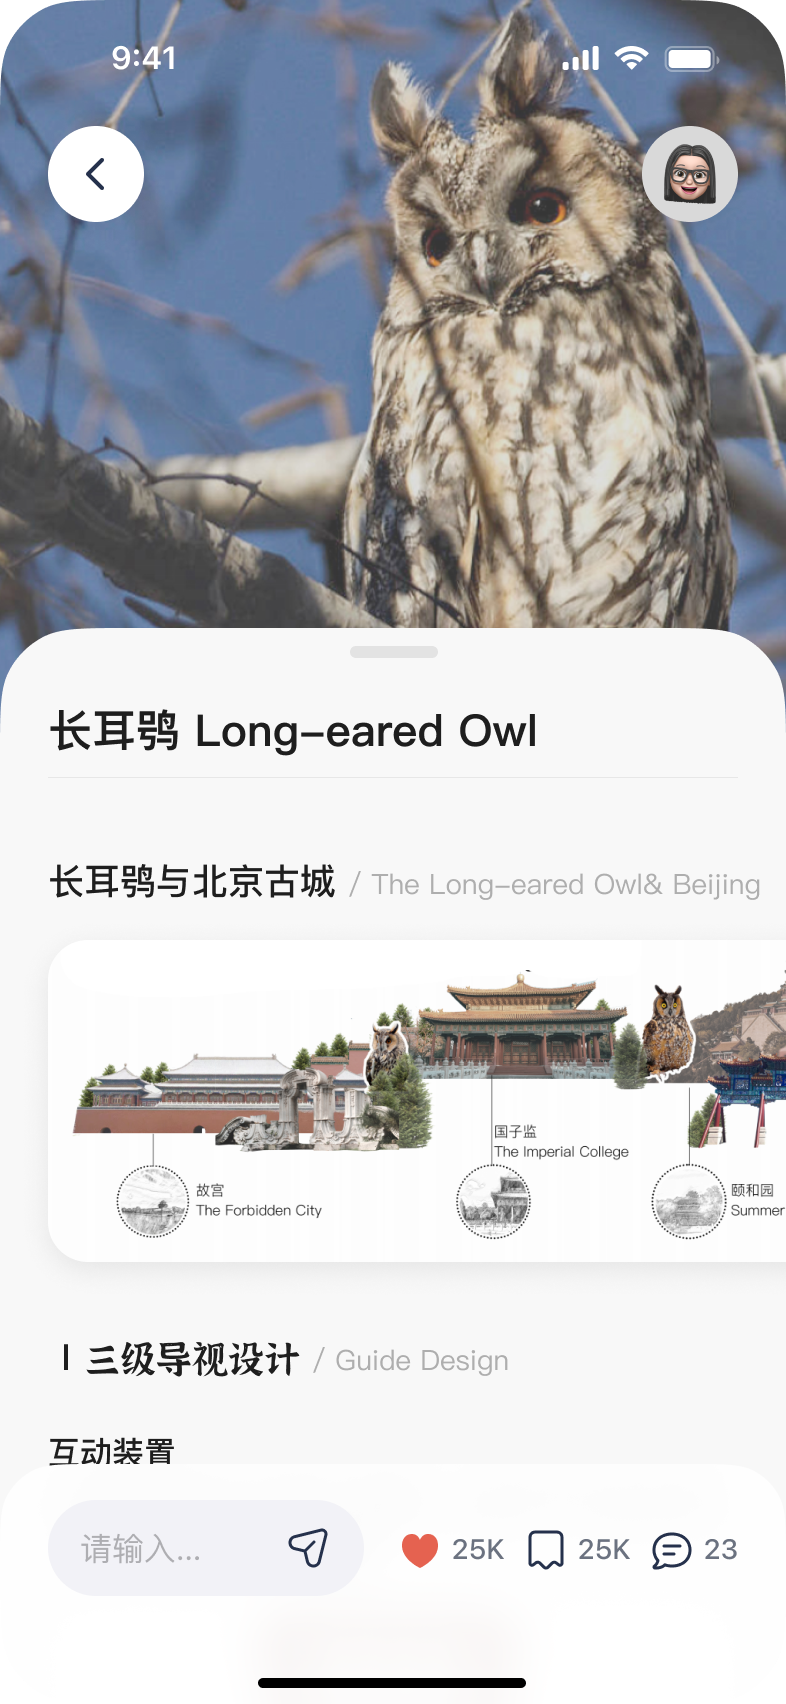 9:41
长耳鸮 Long-eared Owl
长耳鸮与北京古城 / The Long-eared Owl& Beijing
国子监
The Imperial College
故宫
The Forbidden City
颐和园
Summer
三级导视设计 / Guide Design
互动装置
请输入...
25K
25K
23